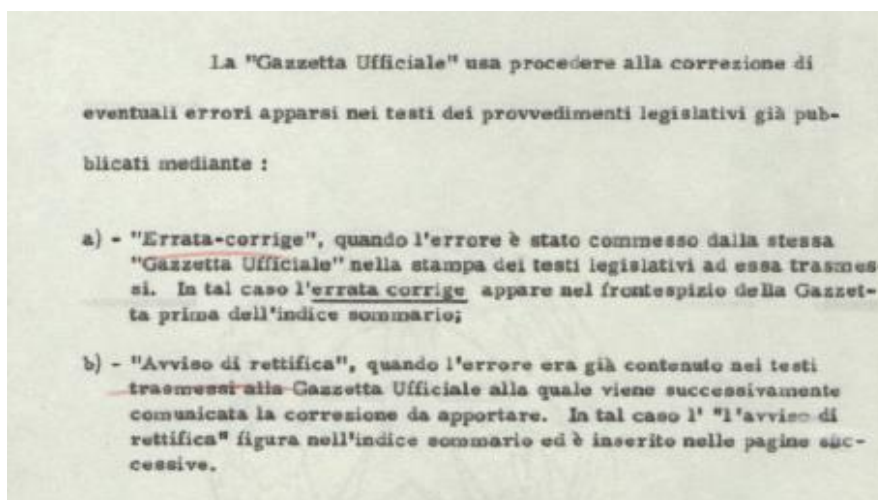 La "Gazzetta Ufficiale" usa procedere alla correzione di
eventuali errori apparsi nei testi dei provvedimenti legislativi già pub-
blicati mediante :
a) - "Errata-corrige", quando l'errore è stato commesso dalla stessa
"Gazzetta Ufficiale" nella stampa dei testi legislativi ad essa trasmes
si. In tal caso l'errata corrige appare nel frontespizio della Gazzet-
ta prima dell'indice sommario;
b) - "Avviso di rettifica", quando l'errore era già contenuto nei testi
trasmessi alla Gazzetta Ufficiale alla quale viene successivamente
comunicata la correzione da apportare. In tal caso l' "l'avviso di
rettifica" figura nell'indice sommario ed è inserito nelle pagine suc-
cessive.